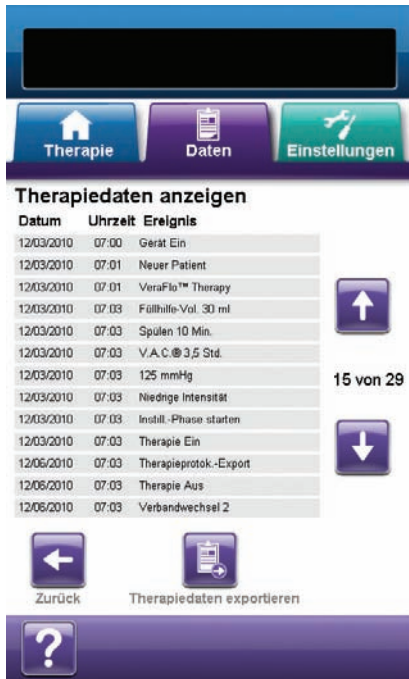 Therapie Daten Einstellungen
Therapiedaten anzeigen
Datum Uhrzeit Ereignis
12/03/2010 07:00 Gerät Ein
12/03/2010 07:01 Neuer Patient
12/03/2010 07:01 VeraFlo™ Therapy
12/03/2010 07:03 Füllhilfe-Vol. 30 ml
12/03/2010 07:03 Spülen 10 Min.
12/03/2010 07:03 V.A.C.® 3,5 Std.
12/03/2010 07:03 125 mmHg
12/03/2010 07:03 Niedrige Intensität
12/03/2010 07:03 Instill.-Phase starten
12/03/2010 07:03 Therapie Ein
12/06/2010 07:03 Therapieprotok.-Export
12/06/2010 07:03 Therapie Aus
12/06/2010 07:03 Verbandwechsel 2
15 von 29
Zurück Therapiedaten exportieren
?